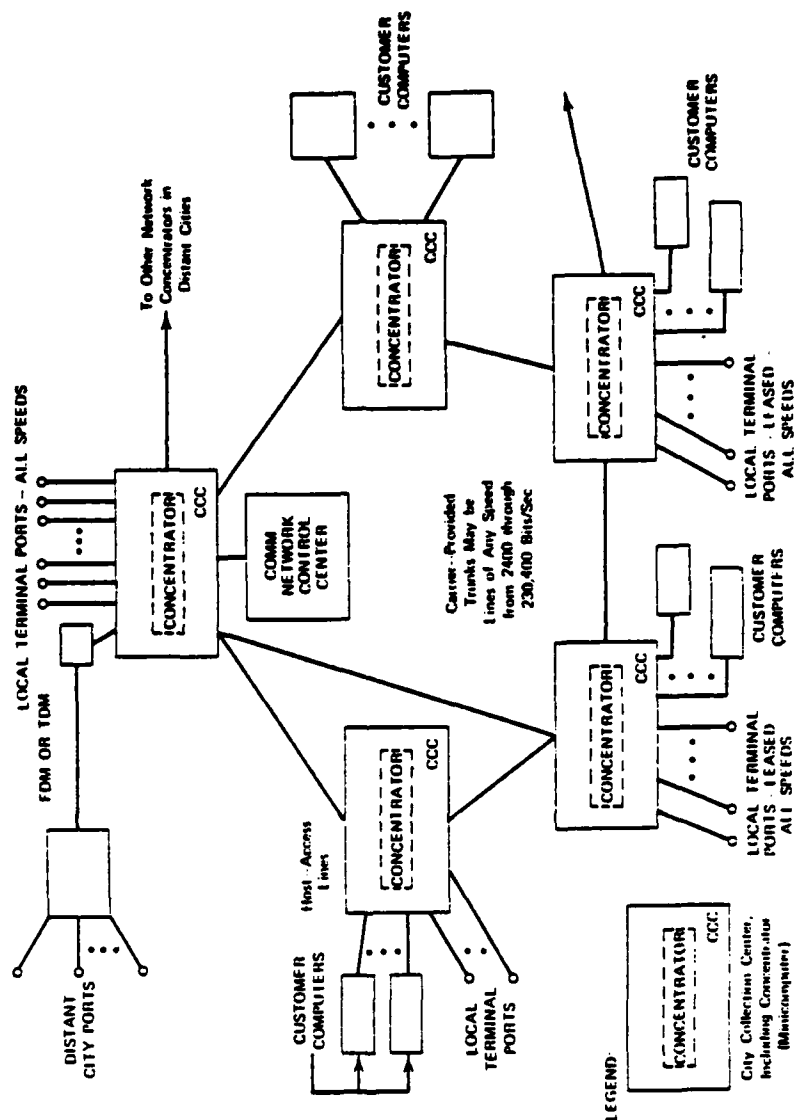 LOCAL TERMINAL PORTS - ALL SPEEDS
FDM OR TDM
DISTANT
CITY PORTS
CONCENTRATOR
CCC
To Other Network
Concentrators in
Distant Cities
COMM
NETWORK
CONTROL
CENTER
CUSTOMER
COMPUTERS
CONCENTRATOR
CCC
Host-Access
Lines
CUSTOMER
COMPUTERS
LOCAL
TERMINAL
PORTS
CONCENTRATOR
CCC
Carrier-Provided
Trunks May be
Lines of Any Speed
from 2400 through
230,400 Bits/Sec
CONCENTRATOR
CCC
LOCAL TERMINAL
PORTS - LEASED
ALL SPEEDS
CUSTOMER
COMPUTERS
CONCENTRATOR
CCC
LOCAL TERMINAL
PORTS - LEASED
ALL SPEEDS
CUSTOMER
COMPUTERS
LEGEND
CONCENTRATOR
CCC
City Collection Center,
Including Concentrator
(Minicomputer)